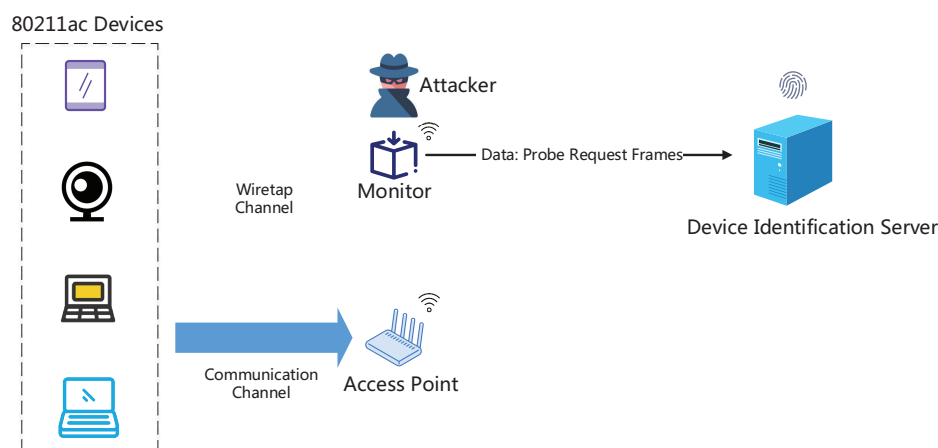 80211ac Devices
Attacker
Monitor
Data: Probe Request Frames
Device Identification Server
Wiretap
Channel
Communication
Channel
Access Point